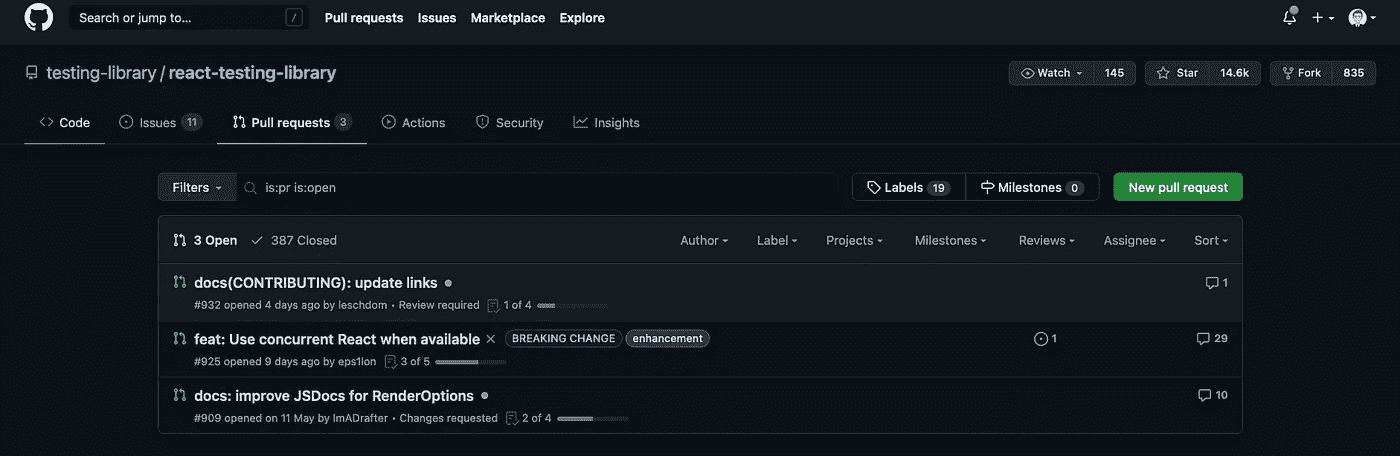 Search or jump to... / Pull requests Issues Marketplace Explore
testing-library / react-testing-library Watch 145 Star 14.6k Fork 835
Code Issues 11 Pull requests 3 Actions Security Insights
Filters is:pr is:open Labels 19 Milestones 0 New pull request
3 Open 387 Closed Author Label Projects Milestones Reviews Assignee Sort
docs(CONTRIBUTING): update links 1
#932 opened 4 days ago by leschdom • Review required 1 of 4
feat: Use concurrent React when available BREAKING CHANGE enhancement 1 29
#925 opened 9 days ago by eps1lon 3 of 5
docs: improve JSDocs for RenderOptions 10
#909 opened on 11 May by ImADrafter • Changes requested 2 of 4